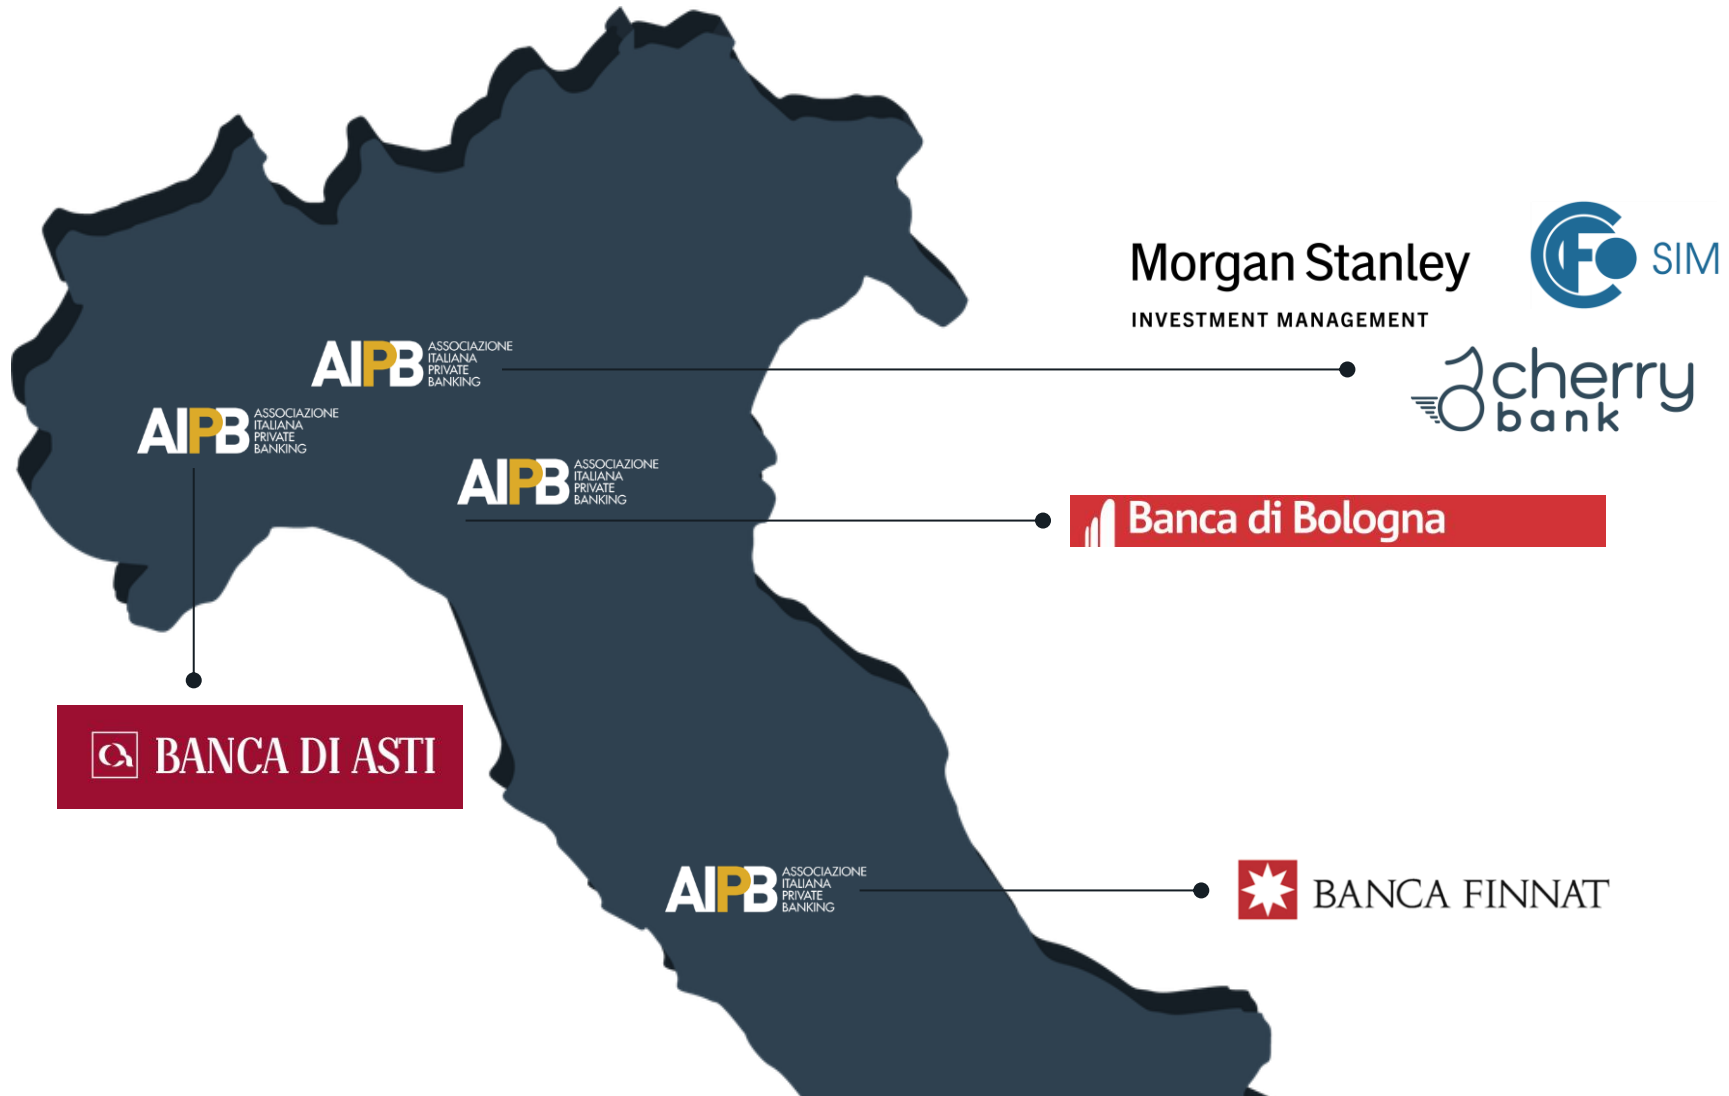 Morgan Stanley
INVESTMENT MANAGEMENT
CFO SIM
AIPB ASSOCIAZIONE
ITALIANA
PRIVATE
BANKING
cherry
bank
AIPB ASSOCIAZIONE
ITALIANA
PRIVATE
BANKING
AIPB ASSOCIAZIONE
ITALIANA
PRIVATE
BANKING
Banca di Bologna
BANCA DI ASTI
AIPB ASSOCIAZIONE
ITALIANA
PRIVATE
BANKING
BANCA FINNAT